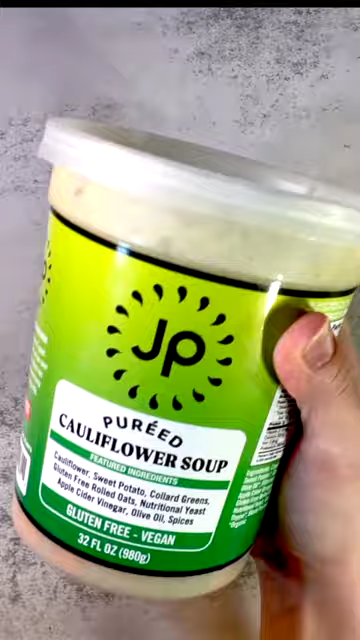 JP
PURÉED
CAULIFLOWER SOUP
FEATURED INGREDIENTS
Cauliflower, Sweet Potato, Collard Greens,
Gluten Free Rolled Oats, Nutritional Yeast
Apple Cider Vinegar, Olive Oil, Spices
GLUTEN FREE - VEGAN
32 FL OZ (980g)